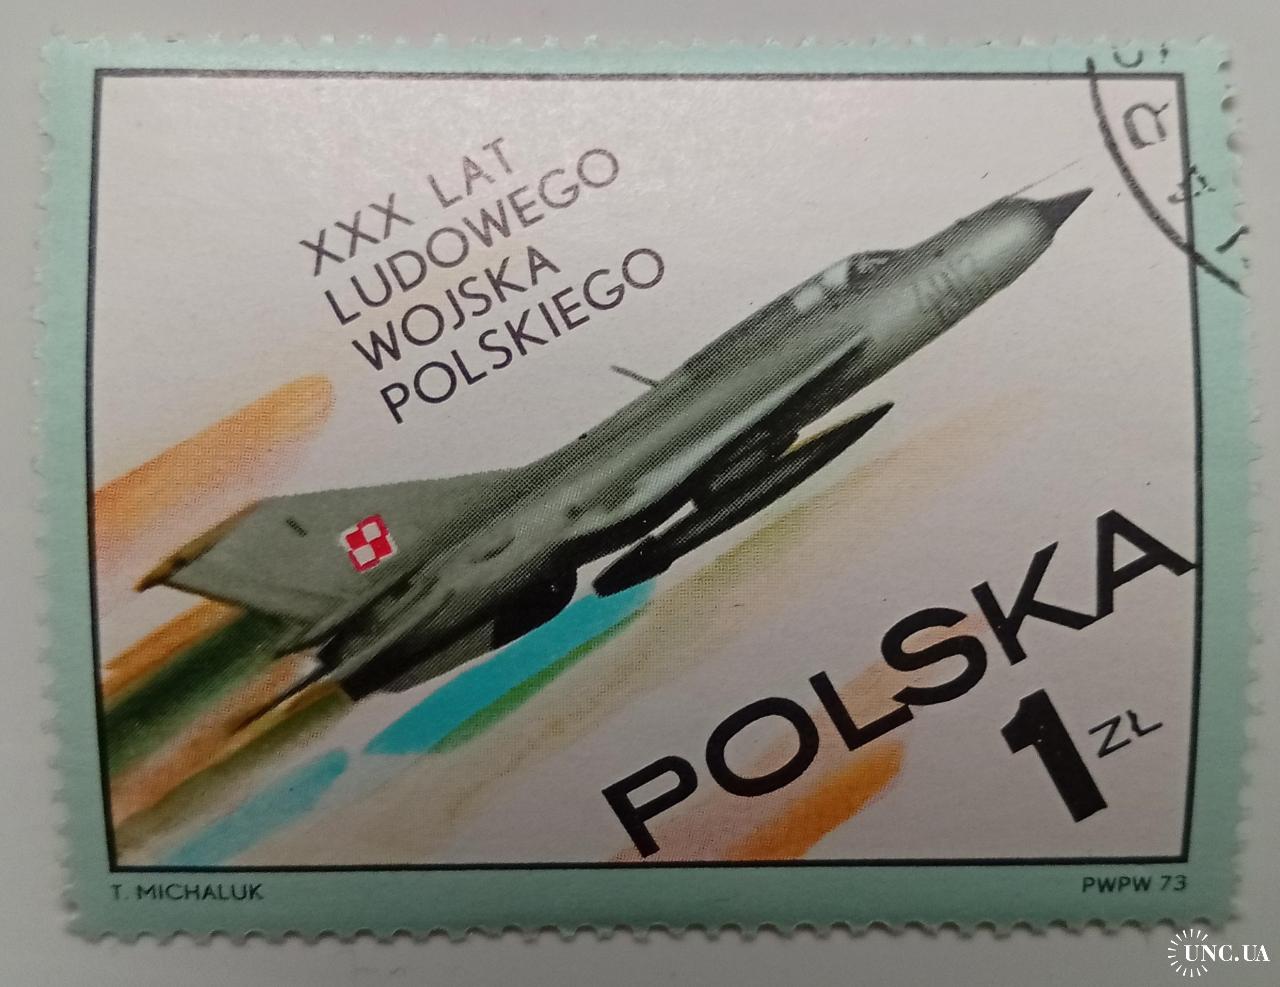 XXX LAT
LUDOWEGO
WOJSKA
POLSKIEGO
POLSKA
1 ZŁ
T. MICHALUK
PWPW 73
UNC.UA